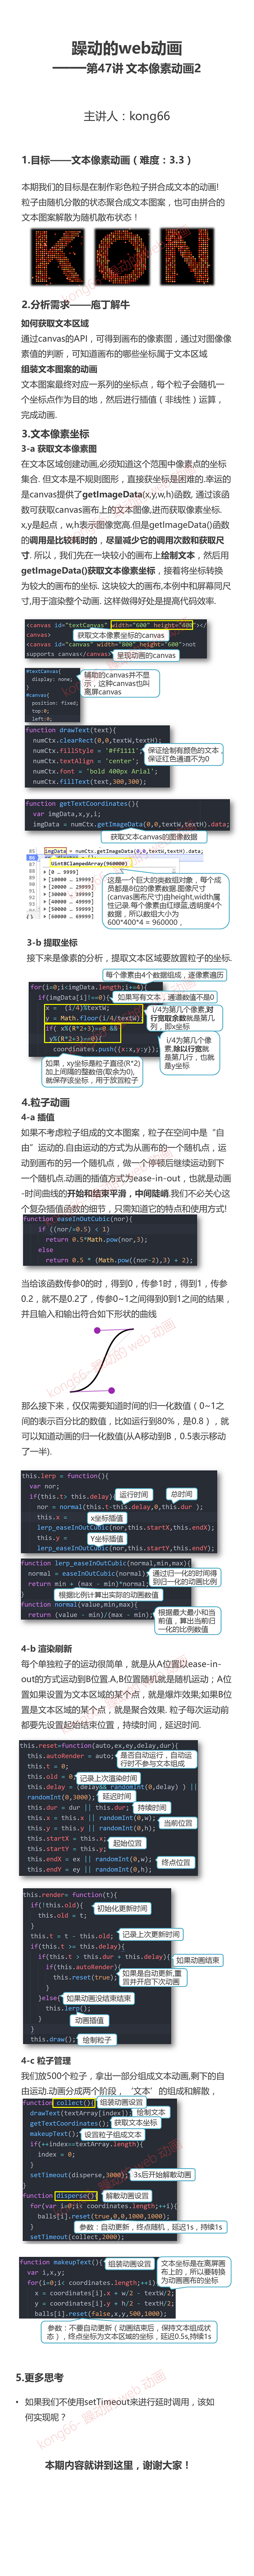 躁动的web动画
——第47讲 文本像素动画2
主讲人：kong66
1.目标——文本像素动画（难度：3.3 ）
本期我们的目标是在制作彩色粒子拼合成文本的动画!
粒子由随机分散的状态聚合成文本图案，也可由拼合的
文本图案解散为随机散布状态！
KON
2.分析需求——庖丁解牛
如何获取文本区域
通过canvas的API，可得到画布的像素图，通过对图像像
素值的判断，可知道画布的哪些坐标属于文本区域
组装文本图案的动画
文本图案最终对应一系列的坐标点，每个粒子会随机一
个坐标点作为目的地，然后进行插值（非线性）运算，
完成动画.
3.文本像素坐标
3-a 获取文本像素图
在文本区域创建动画,必须知道这个范围中像素点的坐标
集合. 但文本是不规则图形，直接取坐标是困难的.幸运的
是canvas提供了getImageData(x,y,w,h)函数. 通过该函
数可获取canvas画布上的文本图像,进而获取像素坐标.
x,y是起点，w,h表示图像宽高.但是getImageData()函数
的调用是比较耗时的，尽量减少它的调用次数和获取尺
寸. 所以，我们先在一块较小的画布上绘制文本，然后用
getImageData()获取文本像素坐标，接着将坐标转换
为较大的画布的坐标. 这块较大的画布,本例中和屏幕同尺
寸,用于渲染整个动画. 这样做得好处是提高代码效率.
<canvas id="textCanvas" width="600" height="600"></
canvas>
获取文本像素坐标的canvas
<canvas id="canvas" width="800" height="600">not
supports canvas</canvas>
呈现动画的canvas
#textCanvas{
display: none;
}
#canvas{
position: fixed;
top:0;
left:0;
辅助的canvas并不显
示，这种canvas也叫
离屏canvas
function drawText(text){
numCtx.clearRect(0,0,textW,textH);
numCtx.fillStyle = '#ff1111';
numCtx.textAlign = 'center';
numCtx.font = 'bold 400px Arial';
numCtx.fillText(text,300,300);
保证绘制有颜色的文本，
保证红色通道不为0
function getTextCoordinates(){
var imgData,x,y,i;
imgData = numCtx.getImageData(0,0,textW,textH).data;
获取文本canvas的图像数据
85 imgData = numCtx.getImageData(0,0,textW,textH).data;
86
87 Uint8ClampedArray(960000)
88 [0 … 9999]
89 [10000 … 19999]
90 [20000 … 29999]
91 [30000 … 39999]
92 [40000 … 49999]
93 [50000 … 59999]
这是一个巨大的类数组对象，每个成
员都是8位的像素数据.图像尺寸
(canvas画布尺寸)由height,width属
性记录.每个像素由红绿蓝,透明度4个
数据，所以数组大小为
600*400*4 = 960000，
3-b 提取坐标
接下来是像素的分析，提取文本区域要放置粒子的坐标.
每个像素由4个数据组成，逐像素遍历
for(i=0;i<imgData.length;i+=4){
if(imgData[i]!==0){
如果写有文本，通道数值不是0
x = (i/4)%textW;
y = Math.floor(i/4/textW);
if( x%(R*2+3)==0 &&
y%(R*2+3)==0){
coordinates.push({x:x,y:y});
i/4为第几个像素,对
行宽取余数就是第几
列，即x坐标
i/4为第几个像
素,除以行宽就
是第几行，也就
是y坐标
如果，xy坐标是粒子直径(R*2)
加上间隔的整数倍(取余为0),
就保存该坐标，用于放置粒子
4.粒子动画
4-a 插值
如果不考虑粒子组成的文本图案，粒子在空间中是“自
由”运动的.自由运动的方式为从画布的一个随机点，运
动到画布的另一个随机点，做一个停顿后继续运动到下
一个随机点.动画的插值方式为ease-in-out，也就是动画
-时间曲线的开始和结束平滑，中间陡峭.我们不必关心这
个复杂插值函数的细节，只需知道它的特点和使用方式!
function easeInOutCubic(nor){
if ((nor/=0.5) < 1)
return 0.5*Math.pow(nor,3);
else
return 0.5 * (Math.pow((nor-2),3) + 2);
当给该函数传参0的时，得到0，传参1时，得到1，传参
0.2，就不是0.2了，传参0~1之间得到0到1之间的结果，
并且输入和输出符合如下形状的曲线
那么接下来，仅仅需要知道时间的归一化数值（0~1之
间的表示百分比的数值，比如运行到80%，是0.8），就
可以知道动画的归一化数值(从A移动到B，0.5表示移动
了一半).
this.lerp = function(){
var nor;
运行时间
总时间
if(this.t> this.delay){
nor = normal(this.t-this.delay,0,this.dur );
this.x =
x坐标插值
lerp_easeInOutCubic(nor,this.startX,this.endX);
this.y =
y坐标插值
lerp_easeInOutCubic(nor,this.startY,this.endY);
function lerp_easeInOutCubic(normal,min,max){
normal = easeInOutCubic(normal);
return min + (max - min)*normal;
通过归一化的时间得
到归一化的动画比例
}
根据比例计算出实际的动画数值
function normal(value,min,max){
return (value - min)/(max - min);
根据最大最小和当
前值，算出当前归
一化的比例数值
4-b 渲染刷新
每个单独粒子的运动很简单，就是从A位置以ease-in-
out的方式运动到B位置.A,B位置随机就是随机运动；A位
置如果设置为文本区域的某个点，就是爆炸效果;如果B位
置是文本区域的某个点，就是聚合效果. 粒子每次运动前
都要先设置起始结束位置，持续时间，延迟时间.
this.reset=function(auto,ex,ey,delay,dur){
this.autoRender = auto;
是否自动运行，自动运
行时不参与文本组成
this.t = 0;
this.old = 0;
记录上次渲染时间
this.delay = (delay&& randomInt(0,delay) ) ||
randomInt(0,3000);
延迟时间
this.dur = dur || this.dur;
持续时间
this.x = this.x || randomInt(0,w);
this.y = this.y || randomInt(0,h);
当前位置
this.startX = this.x;
this.startY = this.y;
起始位置
this.endX = ex || randomInt(0,w);
this.endY = ey || randomInt(0,h);
终点位置
this.render= function(t){
if(!this.old){
this.old = t;
初始化更新时间
}
this.t = t - this.old;
记录上次更新时间
if(this.t >= this.delay){
if(this.t > this.dur + this.delay){
如果动画结束
if(this.autoRender){
this.reset(true);
如果是自动更新,重
置并开启下次动画
}
}else{
如果动画没结束结束
this.lerp();
}
动画插值
}
this.draw();
绘制粒子
4-c 粒子管理
我们放500个粒子，拿出一部分组成文本动画,剩下的自
由运动.动画分成两个阶段，‘文本’的组成和解散，
function collect(){
组装动画设置
drawText(textArray[index]);
绘制文本
getTextCoordinates();
获取文本坐标
makeupText();
设置粒子组成文本
if(++index==textArray.length){
index = 0;
}
setTimeout(disperse,3000);
3s后开始解散动画
}
function disperse(){
解散动画设置
for(var i=0;i< coordinates.length;++i){
balls[i].reset(true,0,0,1000,1000);
}
参数：自动更新，终点随机，延迟1s，持续1s
setTimeout(collect,2000);
function makeupText(){
组装动画设置
var i,x,y;
for(i=0;i< coordinates.length;++i){
x = coordinates[i].x + w/2 - textW/2;
y = coordinates[i].y + h/2 - textH/2;
balls[i].reset(false,x,y,500,1000);
文本坐标是在离屏画
布上的，所以要转换
为动画画布的坐标
参数：不要自动更新（动画结束后，保持文本组成状
态），终点坐标为文本区域的坐标，延迟0.5s,持续1s
5.更多思考
• 如果我们不使用setTimeout来进行延时调用，该如
何实现呢？
本期内容就讲到这里，谢谢大家！
kong66- 躁动的 web 动画